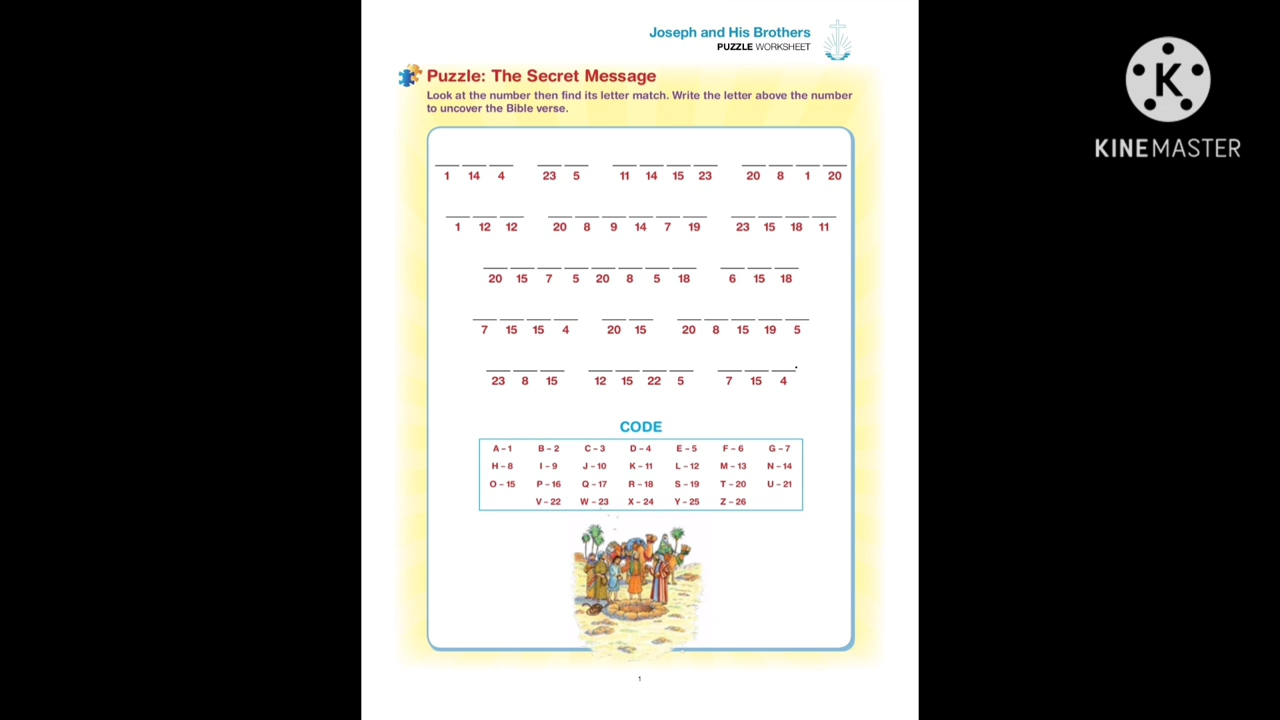 Joseph and His Brothers
PUZZLE WORKSHEET
Puzzle: The Secret Message
Look at the number then find its letter match. Write the letter above the number
to uncover the Bible verse.
1 14 4 23 5 11 14 15 23 20 8 1 20
1 12 12 20 8 9 14 7 19 23 15 18 11
20 15 7 5 20 8 5 18 6 15 18
7 15 15 4 20 15 20 8 15 19 5
23 8 15 12 15 22 5 7 15 4 .
CODE
A – 1 B – 2 C – 3 D – 4 E – 5 F – 6 G – 7
H – 8 I – 9 J – 10 K – 11 L – 12 M – 13 N – 14
O – 15 P – 16 Q – 17 R – 18 S – 19 T – 20 U – 21
V – 22 W – 23 X – 24 Y – 25 Z – 26
1
K
KINEMASTER